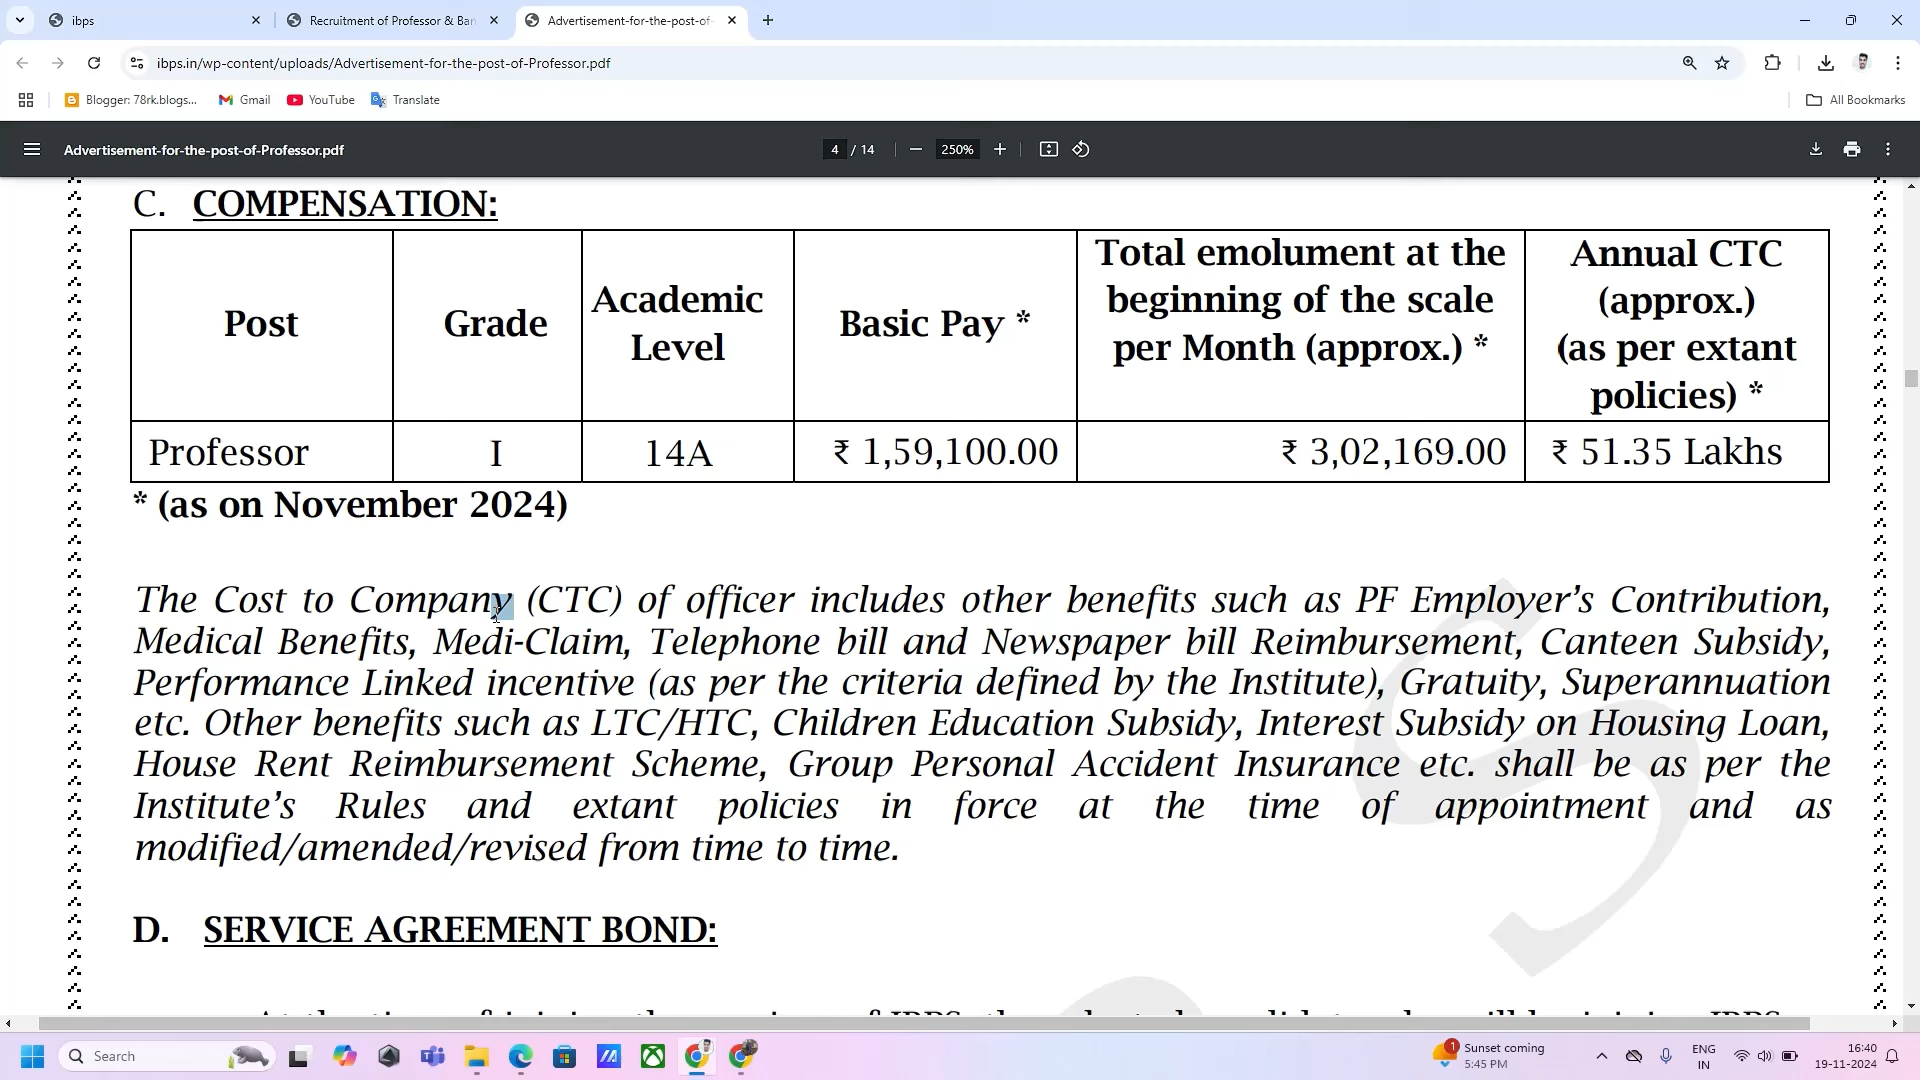 ibps
Recruitment of Professor & Ban
Advertisement-for-the-post-of-
ibps.in/wp-content/uploads/Advertisement-for-the-post-of-Professor.pdf
Blogger: 78rk.blogs...
Gmail
YouTube
Translate
All Bookmarks
Advertisement-for-the-post-of-Professor.pdf
4 / 14
250%
C. COMPENSATION:
Post
Grade
Academic
Level
Basic Pay *
Total emolument at the
beginning of the scale
per Month (approx.) *
Annual CTC
(approx.)
(as per extant
policies) *
Professor
I
14A
₹ 1,59,100.00
₹ 3,02,169.00
₹ 51.35 Lakhs
* (as on November 2024)
The Cost to Company (CTC) of officer includes other benefits such as PF Employer’s Contribution,
Medical Benefits, Medi-Claim, Telephone bill and Newspaper bill Reimbursement, Canteen Subsidy,
Performance Linked incentive (as per the criteria defined by the Institute), Gratuity, Superannuation
etc. Other benefits such as LTC/HTC, Children Education Subsidy, Interest Subsidy on Housing Loan,
House Rent Reimbursement Scheme, Group Personal Accident Insurance etc. shall be as per the
Institute’s Rules and extant policies in force at the time of appointment and as
modified/amended/revised from time to time.
D. SERVICE AGREEMENT BOND:
Search
1
Sunset coming
5:45 PM
ENG
IN
16:40
19-11-2024